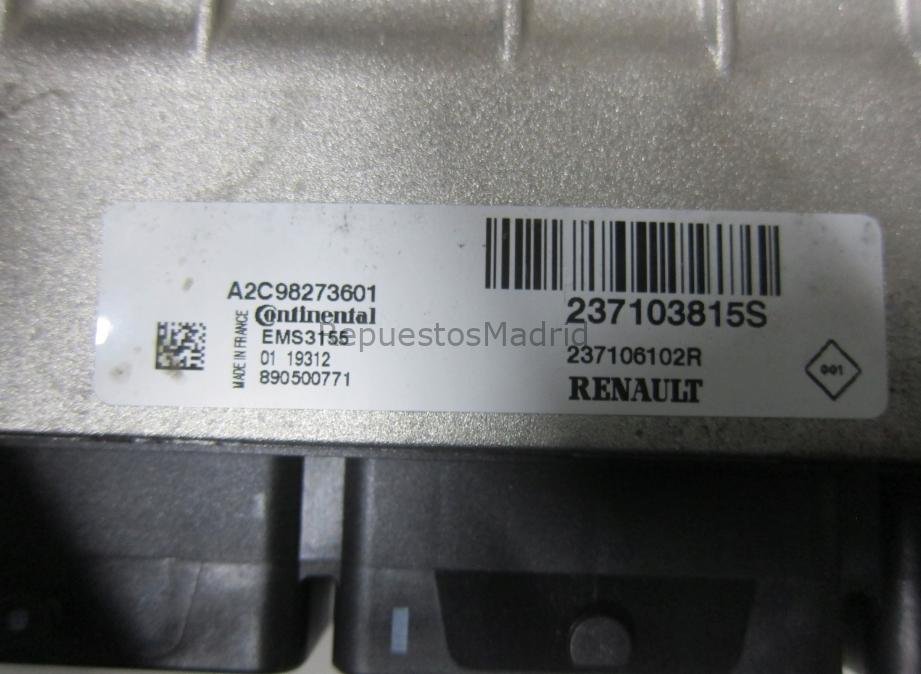 A2C98273601
Continental
EMS3155
01 19312
890500771
MADE IN FRANCE
237103815S
237106102R
RENAULT
001
RepuestosMadrid